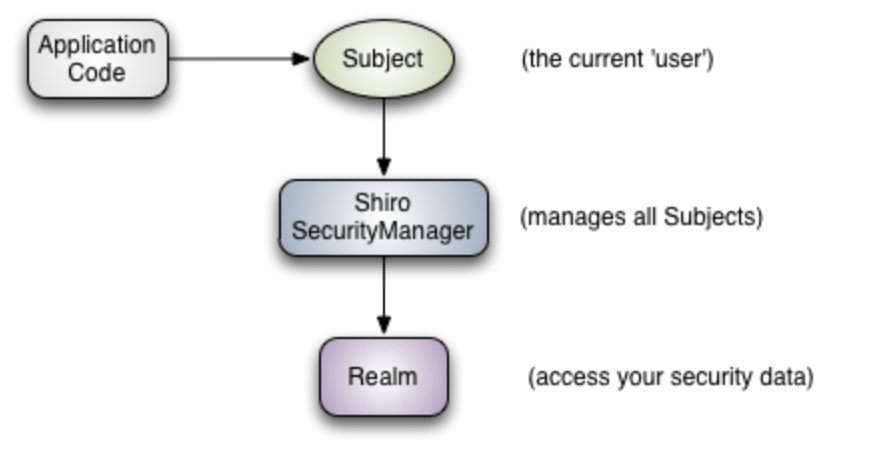 Application
Code
Subject
(the current 'user')
Shiro
SecurityManager
(manages all Subjects)
Realm
(access your security data)